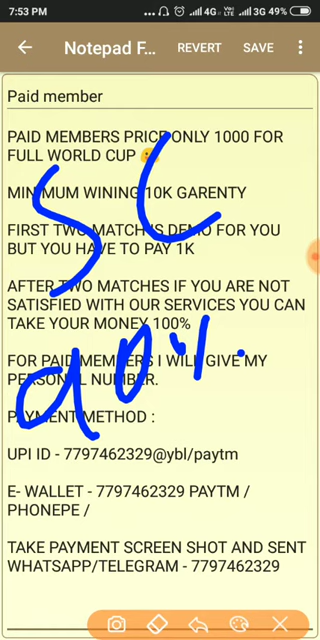 7:53 PM ... 4G VoLTE 3G 49%
Notepad F... REVERT SAVE
Paid member
PAID MEMBERS PRICE ONLY 1000 FOR
FULL WORLD CUP
MINIMUM WINING 10K GARENTY
FIRST TWO MATCH IS DEMO FOR YOU
BUT YOU HAVE TO PAY 1K
AFTER TWO MATCHES IF YOU ARE NOT
SATISFIED WITH OUR SERVICES YOU CAN
TAKE YOUR MONEY 100%
FOR PAID MEMBERS I WILL GIVE MY
PERSONAL NUMBER.
PAYMENT METHOD :
UPI ID - 7797462329@ybl/paytm
E- WALLET - 7797462329 PAYTM /
PHONEPE /
TAKE PAYMENT SCREEN SHOT AND SENT
WHATSAPP/TELEGRAM - 7797462329
SC
90%.